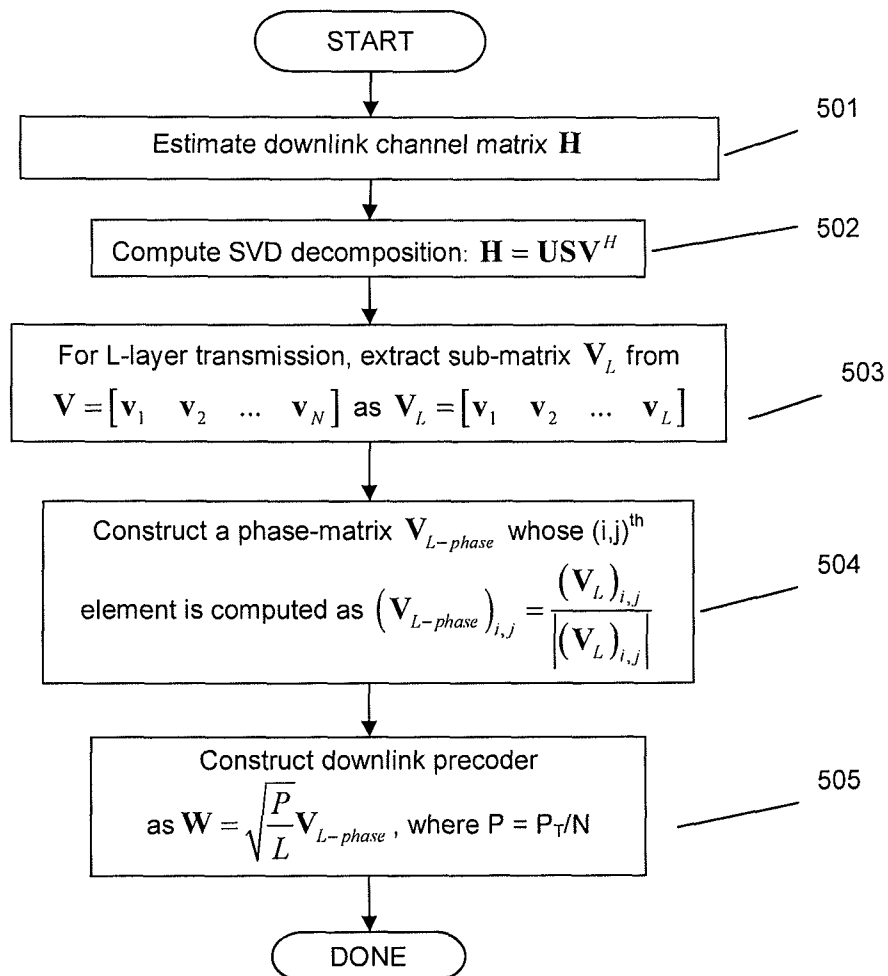 START
501
Estimate downlink channel matrix H
502
Compute SVD decomposition: H = USV^H
503
For L-layer transmission, extract sub-matrix V_L from
V = [v_1 v_2 ... v_N] as V_L = [v_1 v_2 ... v_L]
504
Construct a phase-matrix V_{L-phase} whose (i,j)^th
element is computed as (V_{L-phase})_{i,j} = (V_L)_{i,j} / |(V_L)_{i,j}|
505
Construct downlink precoder
as W = √(P/L) V_{L-phase}, where P = P_T/N
DONE